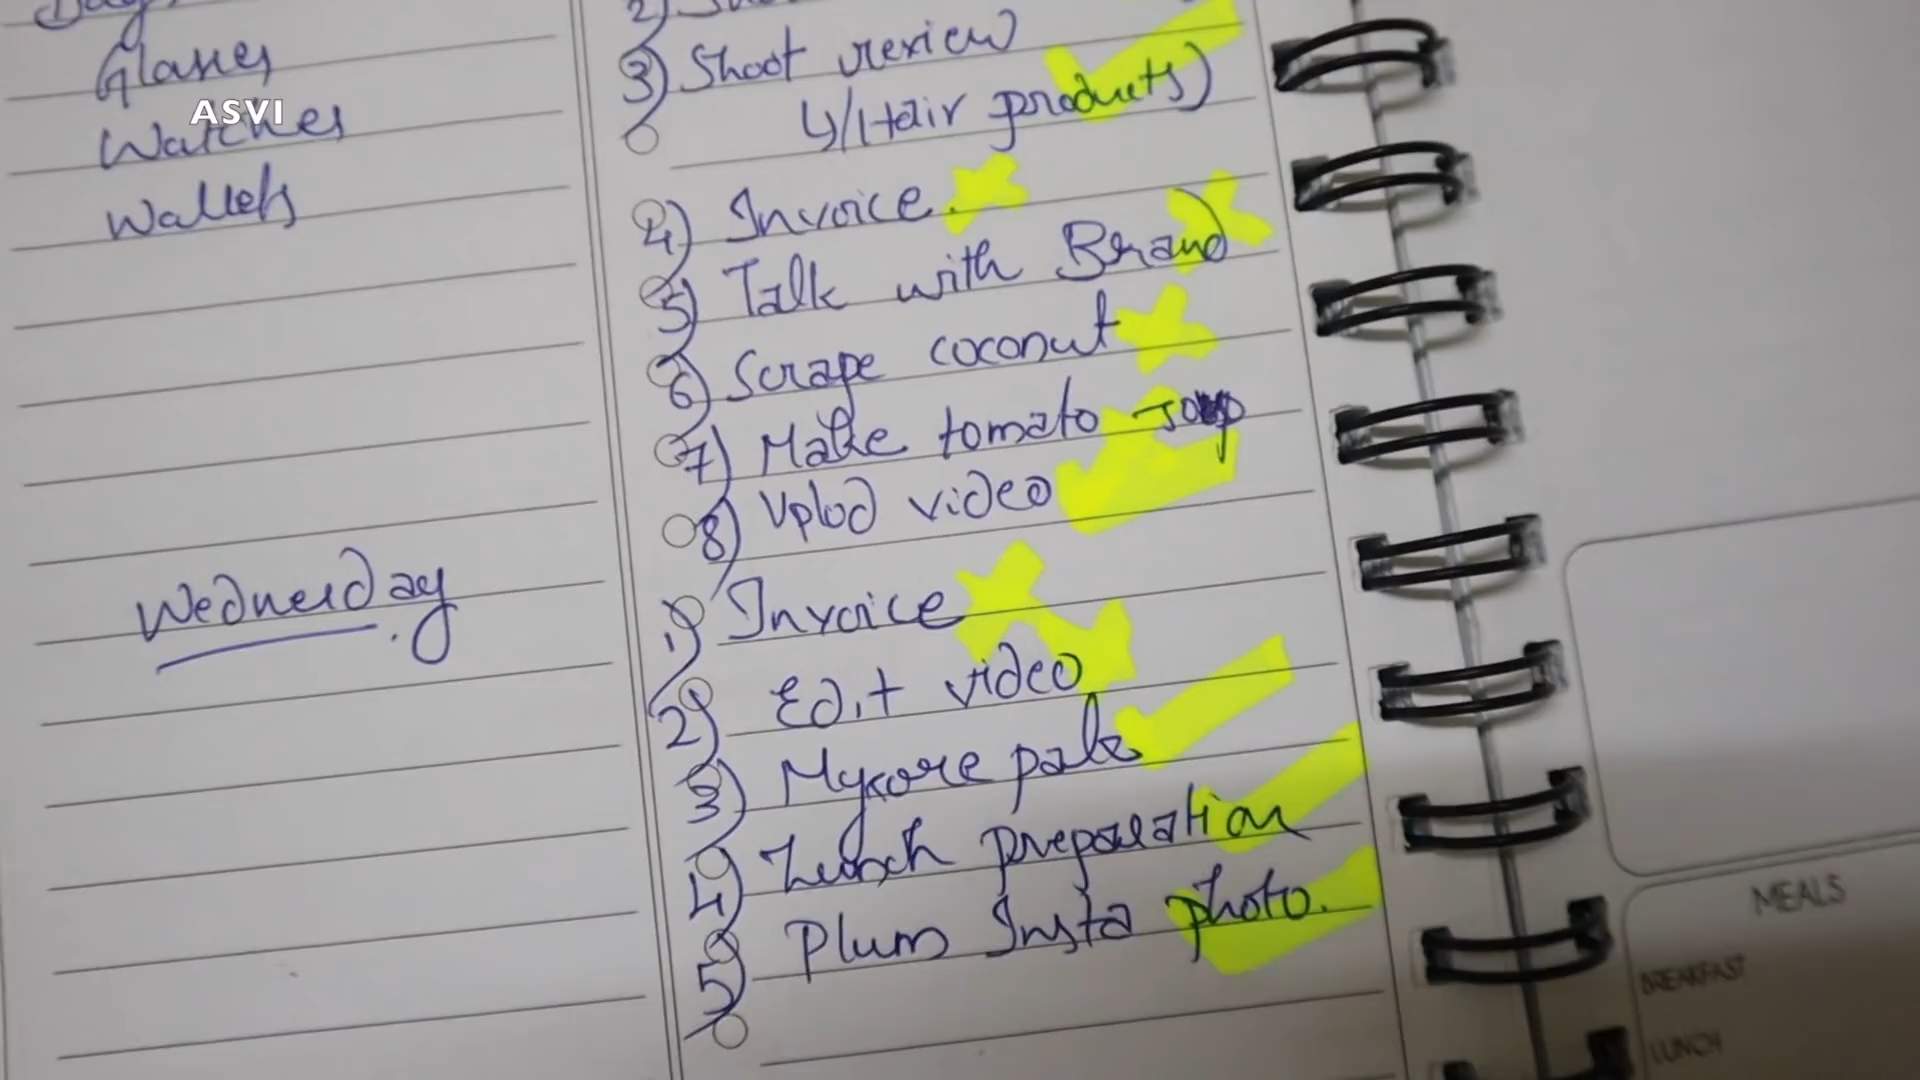 Glasses
ASVI
Watches
Wallets
3) Shoot review
4/Hair products)
4) Invoice.
5) Talk with Brand
6) Scrape coconut
7) Make tomato soup
8) Uplod video
Wednesday.
1) Invoice
2) Edit video
3) Mysore pak
4) Lunch preparation
5) Plum Insta photo.
MEALS
BREAKFAST
LUNCH